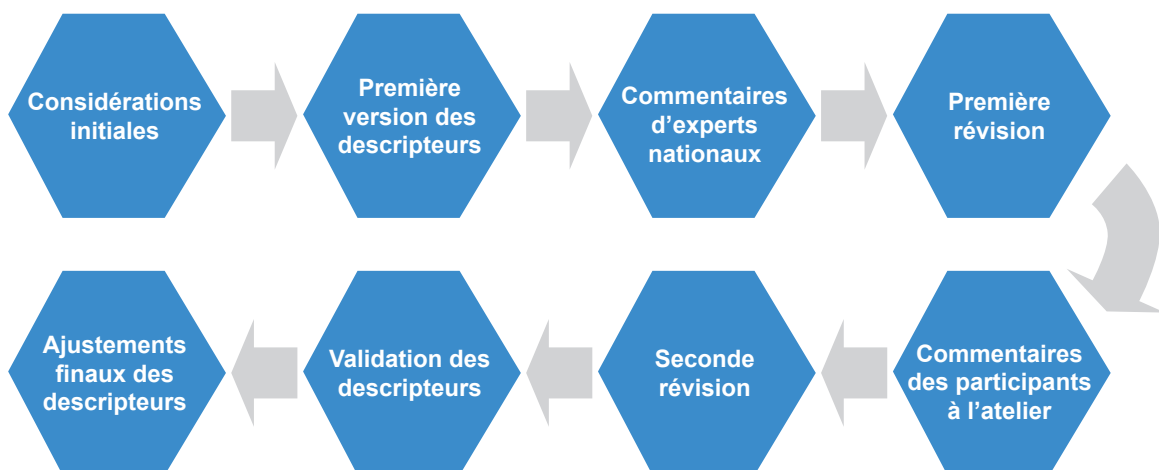 Considérations
initiales
Première
version des
descripteurs
Commentaires
d’experts
nationaux
Première
révision
Commentaires
des participants
à l’atelier
Seconde
révision
Validation des
descripteurs
Ajustements
finaux des
descripteurs